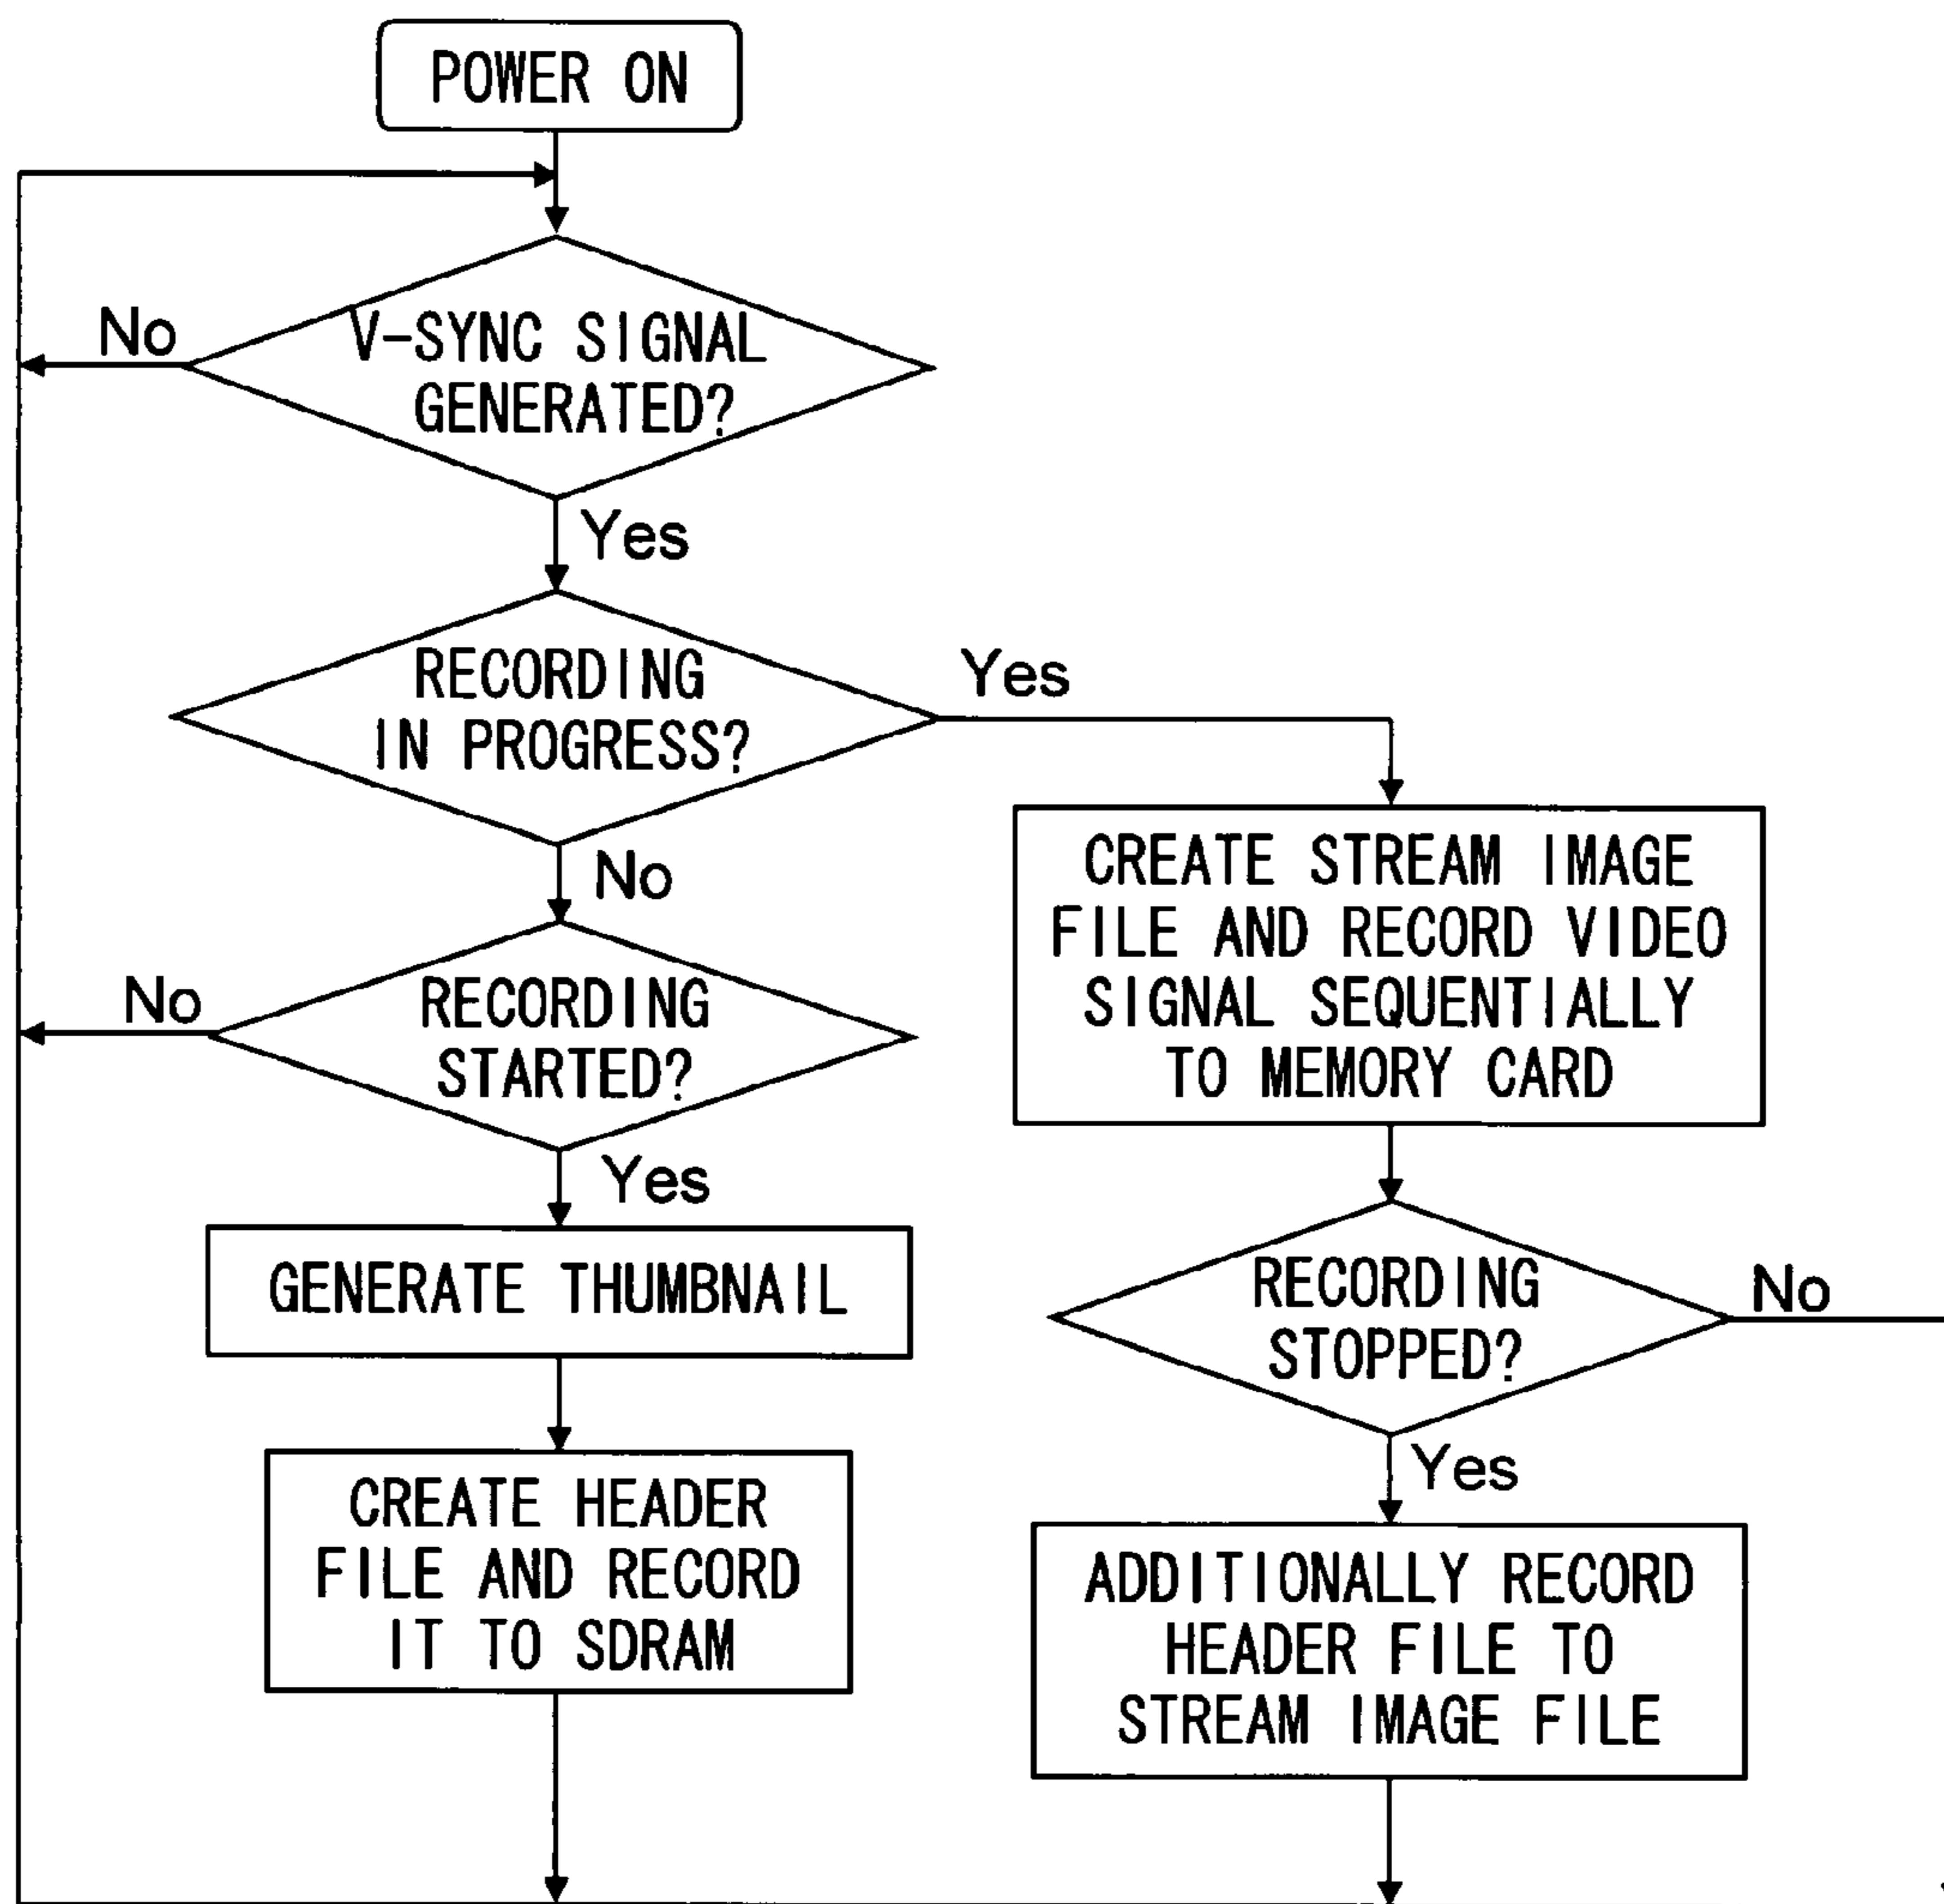 POWER ON
No
V-SYNC SIGNAL
GENERATED?
Yes
RECORDING
IN PROGRESS?
Yes
No
No
RECORDING
STARTED?
Yes
GENERATE THUMBNAIL
CREATE HEADER
FILE AND RECORD
IT TO SDRAM
CREATE STREAM IMAGE
FILE AND RECORD VIDEO
SIGNAL SEQUENTIALLY
TO MEMORY CARD
RECORDING
STOPPED?
No
Yes
ADDITIONALLY RECORD
HEADER FILE TO
STREAM IMAGE FILE